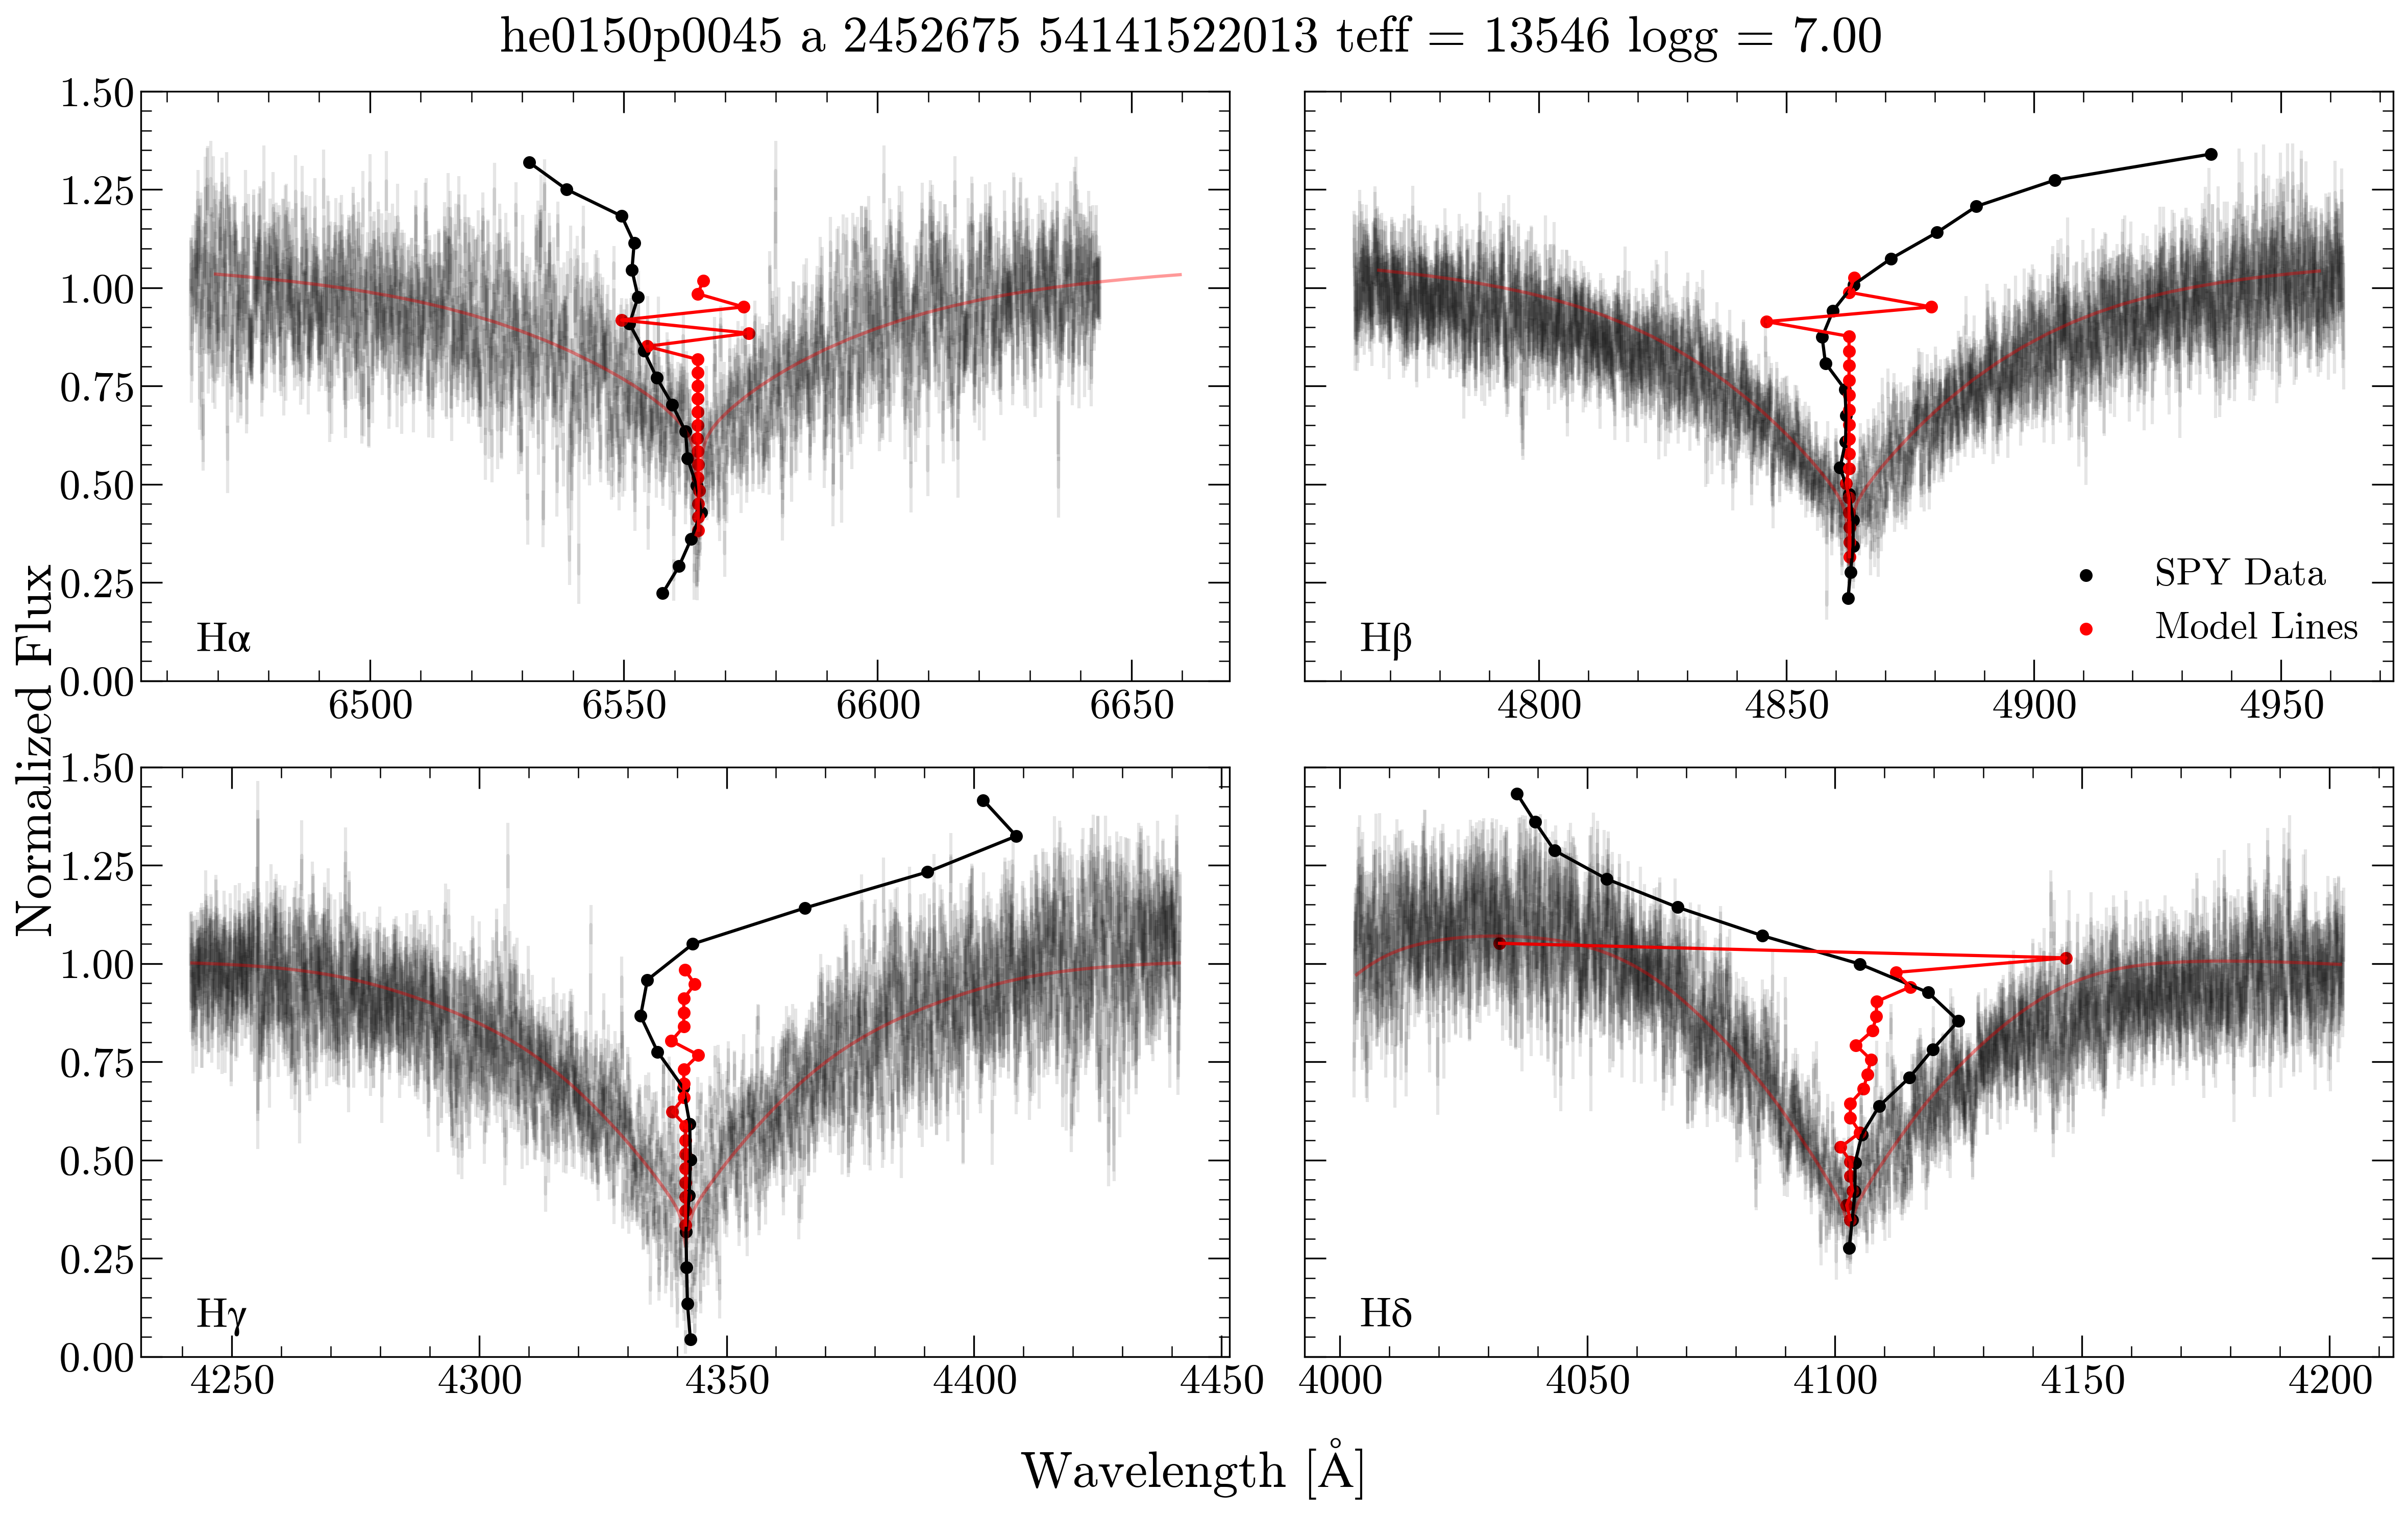 he0150p0045 a 2452675 54141522013 teff = 13546 logg = 7.00
Normalized Flux
1.50
1.25
1.00
0.75
0.50
0.25
0.00
Hα
6500 6550 6600 6650
Hβ
SPY Data
Model Lines
4800 4850 4900 4950
1.50
1.25
1.00
0.75
0.50
0.25
0.00
Hγ
4250 4300 4350 4400 4450
Hδ
4000 4050 4100 4150 4200
Wavelength [Å]